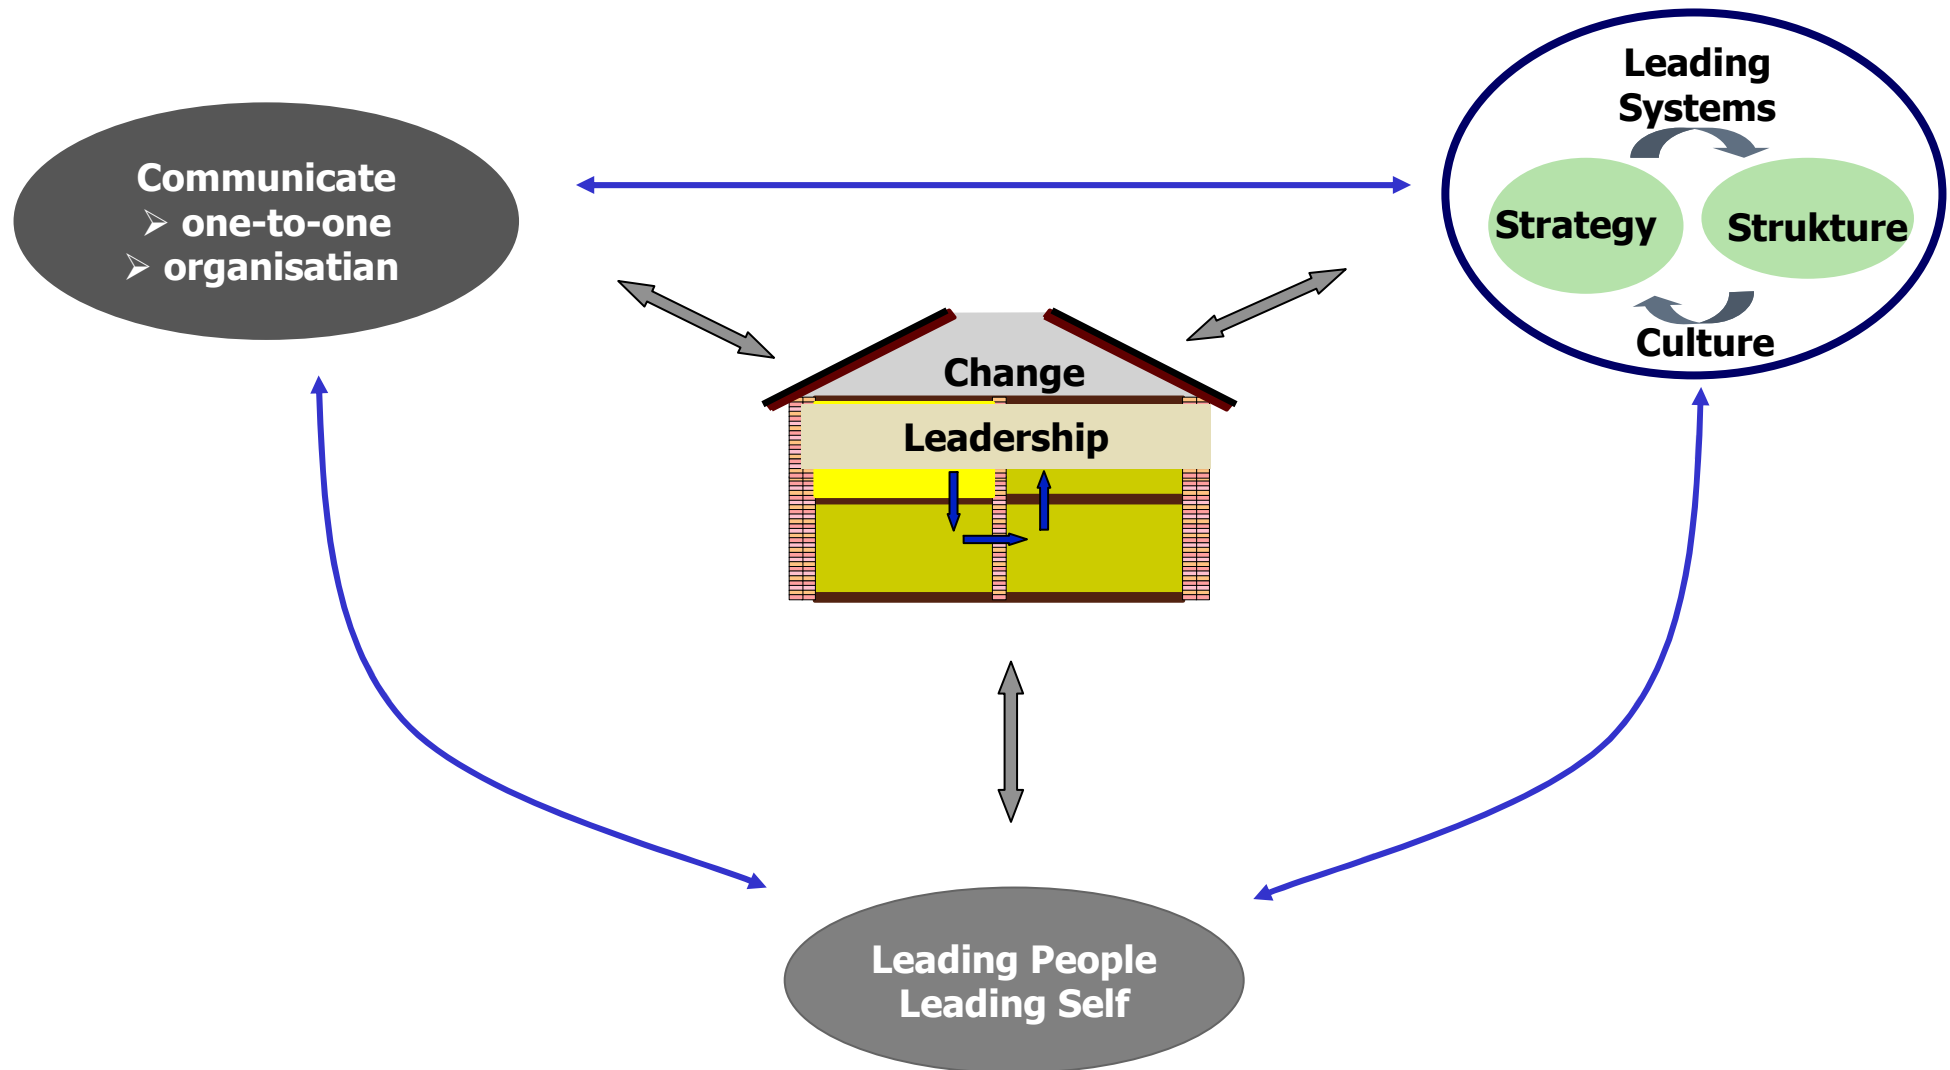 Communicate
➢ one-to-one
➢ organisatian
Leading
Systems
Strategy
Strukture
Culture
Change
Leadership
Leading People
Leading Self